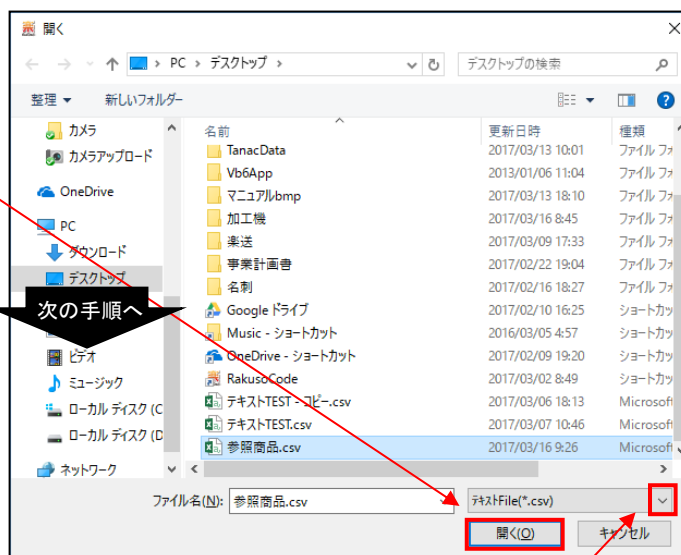 開く
PC › デスクトップ ›
デスクトップの検索
整理 ▼ 新しいフォルダー
カメラ
カメラアップロード
OneDrive
PC
ダウンロード
デスクトップ
次の手順へ
ビデオ
ミュージック
ローカル ディスク (C
ローカル ディスク (D
ネットワーク
名前 更新日時 種類
TanacData 2017/03/13 10:01 ファイル フォ
Vb6App 2013/01/06 11:04 ファイル フォ
マニュアルbmp 2017/03/13 18:10 ファイル フォ
加工機 2017/03/16 8:45 ファイル フォ
楽送 2017/03/09 17:33 ファイル フォ
事業計画書 2017/02/22 19:04 ファイル フォ
名刺 2017/02/16 18:27 ファイル フォ
Google ドライブ 2017/02/10 16:25 ショートカッ
Music - ショートカット 2016/03/05 4:57 ショートカッ
OneDrive - ショートカット 2017/02/09 19:20 ショートカッ
RakusoCode 2017/03/02 8:49 ショートカッ
テキストTEST - コピー.csv 2017/03/06 18:13 Microsoft
テキストTEST.csv 2017/03/07 10:46 Microsoft
参照商品.csv 2017/03/16 9:26 Microsoft
ファイル名(N): 参照商品.csv テキストFile(*.csv)
開く(O) キャンセル